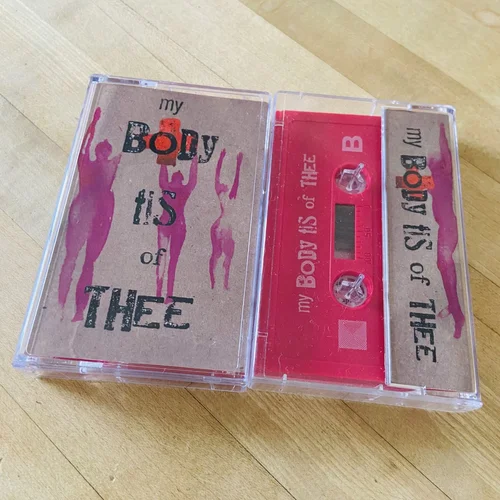 my
BODY
tIS
of
THEE
B
my BODY tIS of THEE
my BODY tIS of THEE